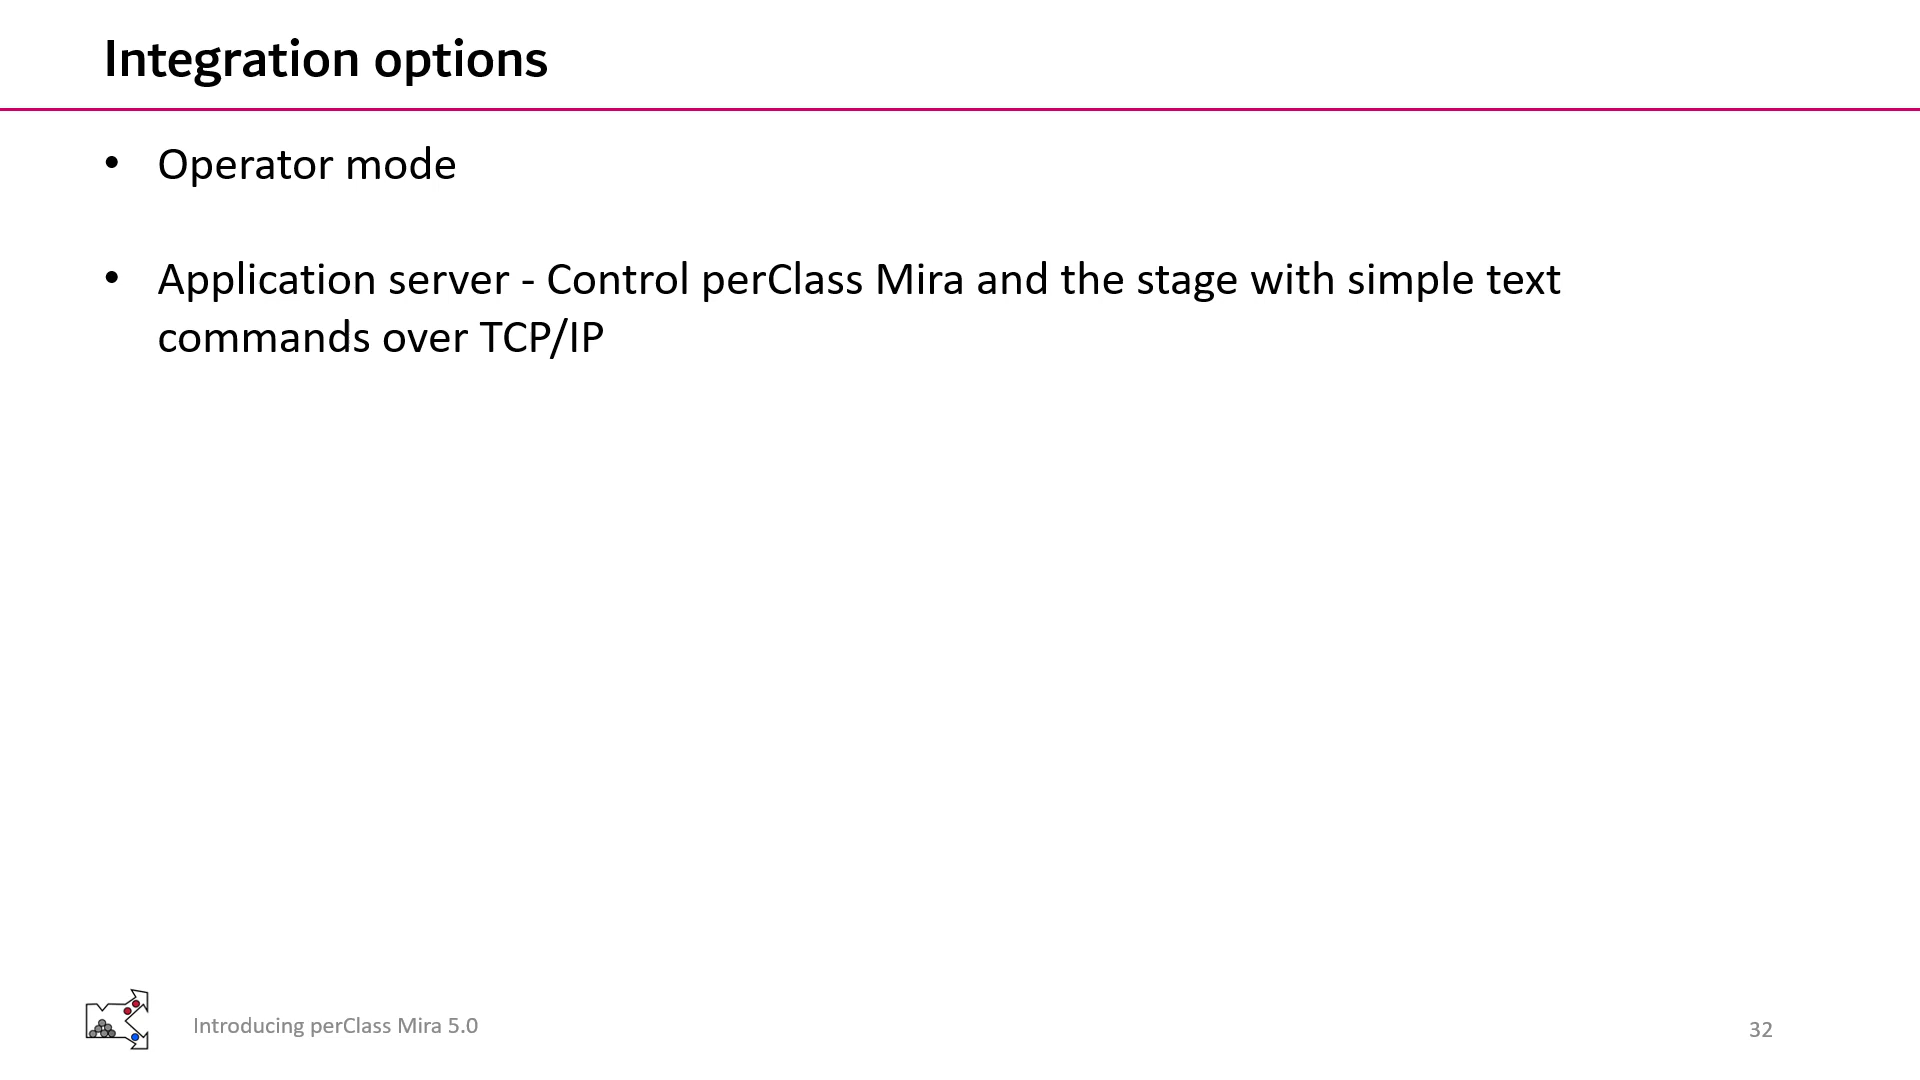 Integration options
• Operator mode
• Application server - Control perClass Mira and the stage with simple text
commands over TCP/IP
Introducing perClass Mira 5.0
32